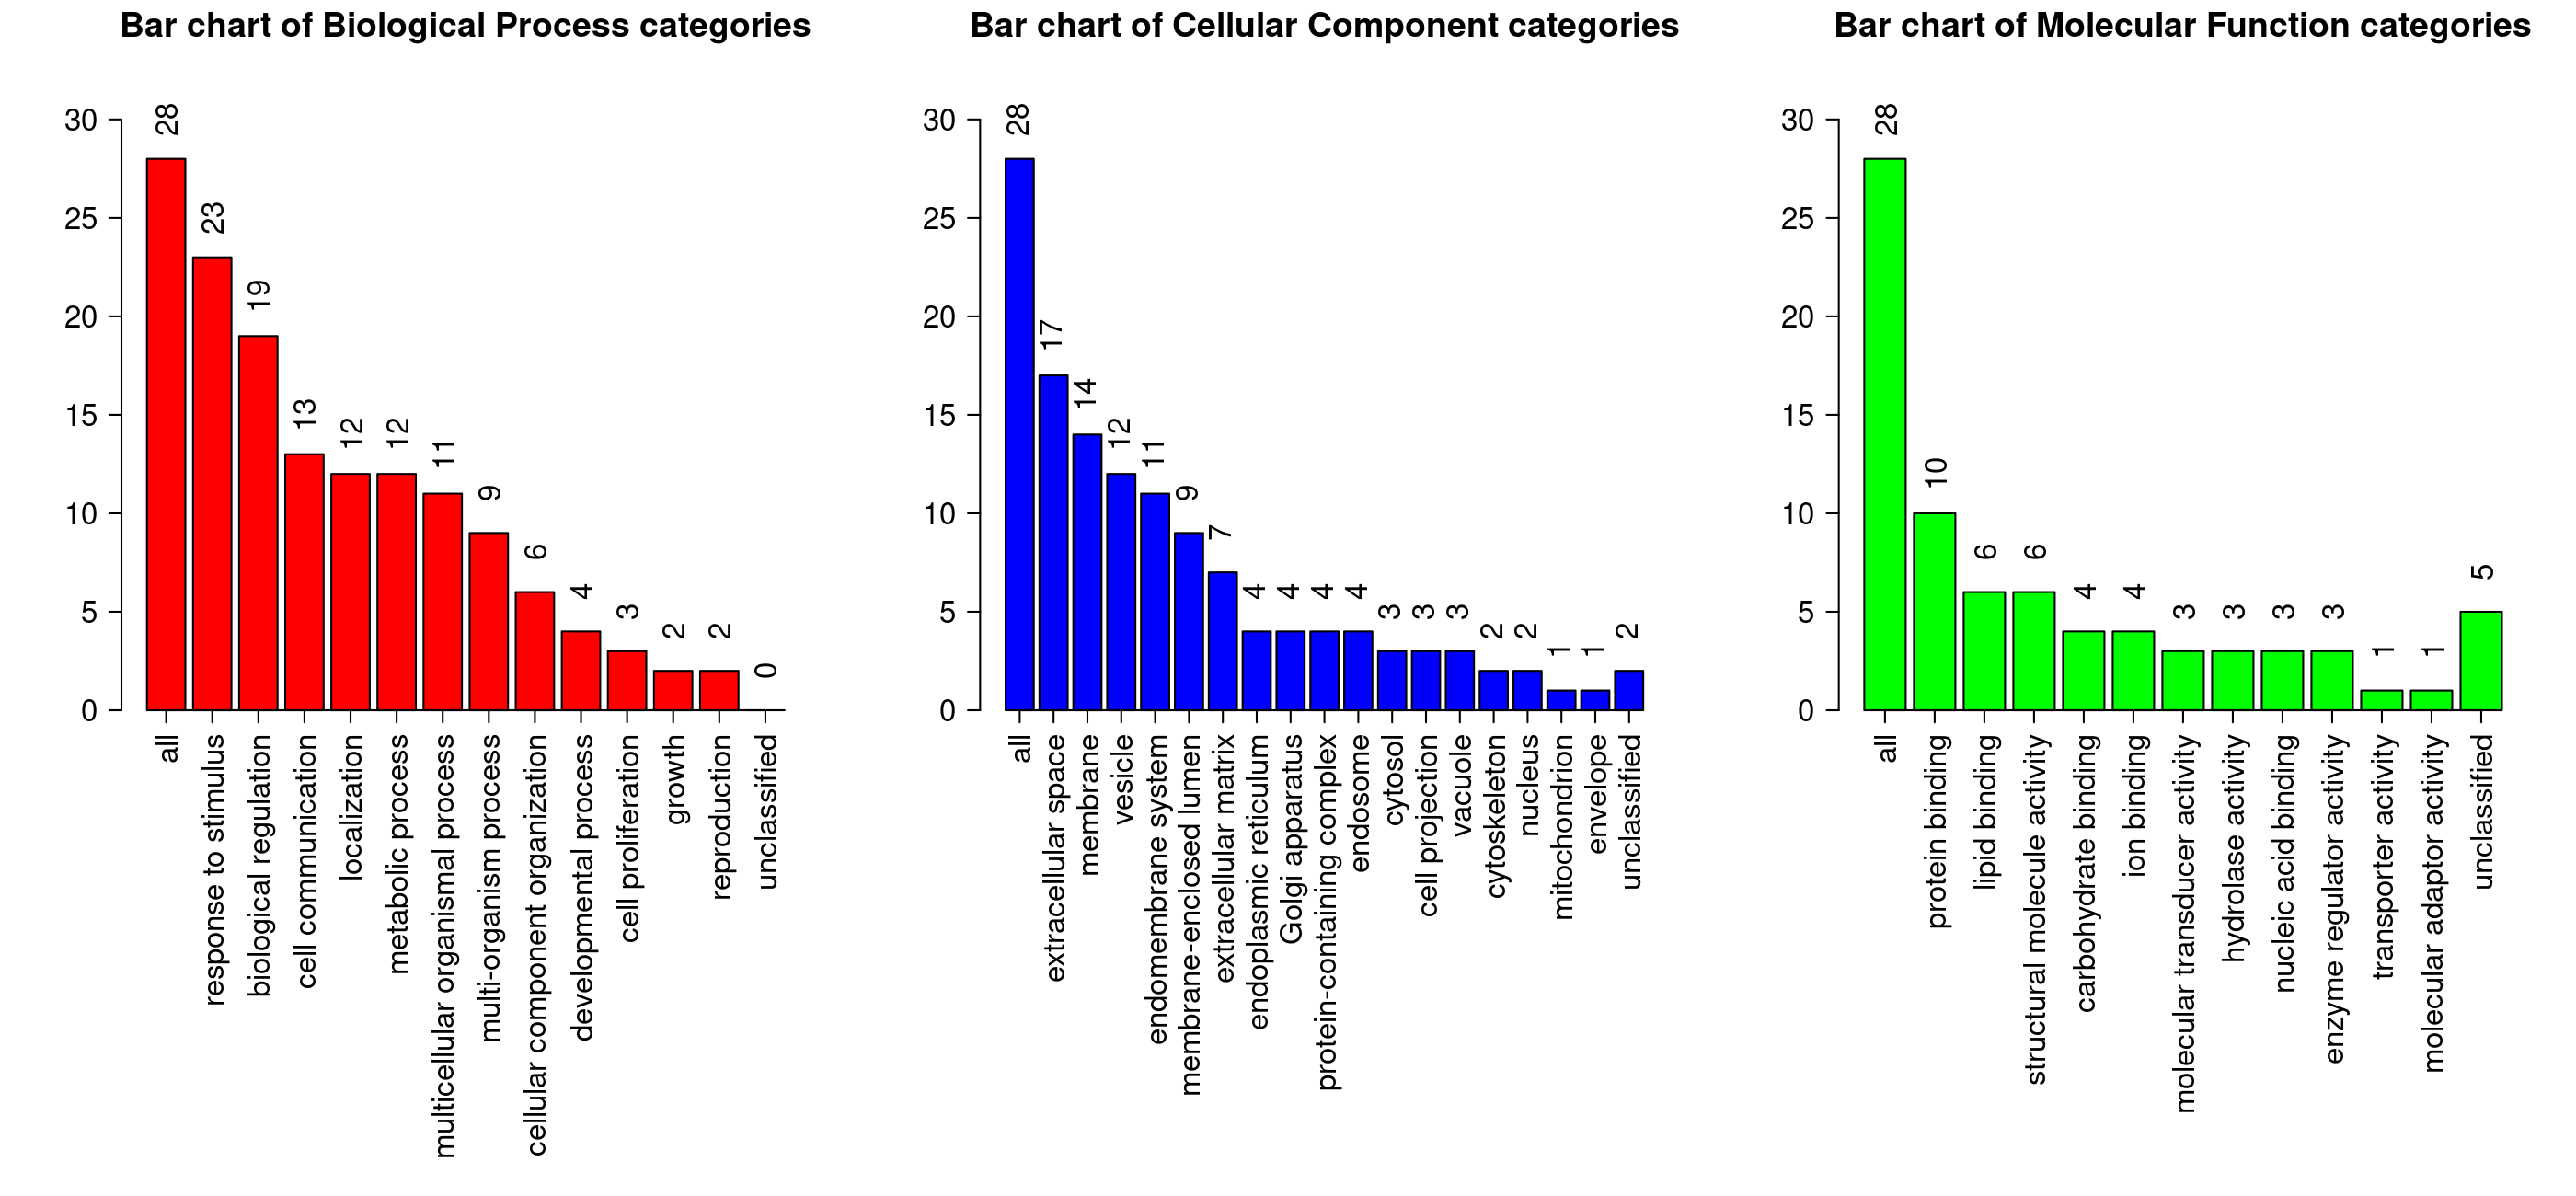 Bar chart of Biological Process categories
30
25
20
15
10
5
0
28
23
19
13
12
12
11
9
6
4
3
2
2
0
all
response to stimulus
biological regulation
cell communication
localization
metabolic process
multicellular organismal process
multi-organism process
cellular component organization
developmental process
cell proliferation
growth
reproduction
unclassified
Bar chart of Cellular Component categories
30
25
20
15
10
5
0
28
17
14
12
11
9
7
4
4
4
4
3
3
3
2
2
1
1
2
all
extracellular space
membrane
vesicle
endomembrane system
membrane-enclosed lumen
extracellular matrix
endoplasmic reticulum
Golgi apparatus
protein-containing complex
endosome
cytosol
cell projection
vacuole
cytoskeleton
nucleus
mitochondrion
envelope
unclassified
Bar chart of Molecular Function categories
30
25
20
15
10
5
0
28
10
6
6
4
4
3
3
3
3
1
1
5
all
protein binding
lipid binding
structural molecule activity
carbohydrate binding
ion binding
molecular transducer activity
hydrolase activity
nucleic acid binding
enzyme regulator activity
transporter activity
molecular adaptor activity
unclassified